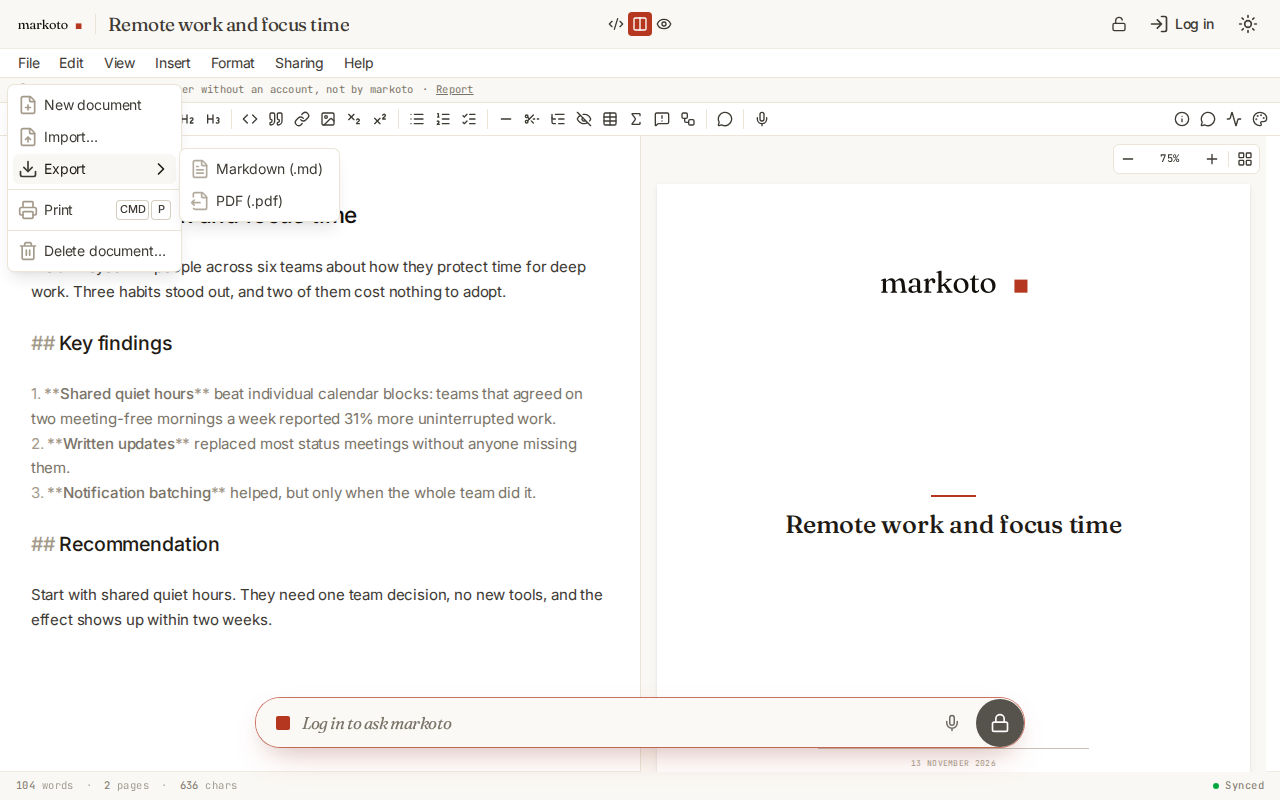 markoto
Remote work and focus time
Log in
File Edit View Insert Format Sharing Help
without an account, not by markoto · Report
H2 H3
New document
Import...
Export
Print CMD P
Delete document...
Markdown (.md)
PDF (.pdf)
75%
and focus time
people across six teams about how they protect time for deep
work. Three habits stood out, and two of them cost nothing to adopt.
## Key findings
1. **Shared quiet hours** beat individual calendar blocks: teams that agreed on
two meeting-free mornings a week reported 31% more uninterrupted work.
2. **Written updates** replaced most status meetings without anyone missing
them.
3. **Notification batching** helped, but only when the whole team did it.
## Recommendation
Start with shared quiet hours. They need one team decision, no new tools, and the
effect shows up within two weeks.
markoto
Remote work and focus time
13 NOVEMBER 2026
Log in to ask markoto
104 words · 2 pages · 636 chars
Synced